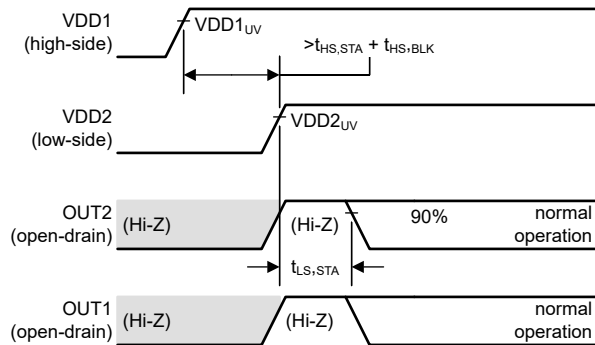 VDD1
(high-side)
VDD1UV
>tHS,STA + tHS,BLK
VDD2
(low-side)
VDD2UV
OUT2
(open-drain)
(Hi-Z)
(Hi-Z)
90%
normal
operation
tLS,STA
OUT1
(open-drain)
(Hi-Z)
(Hi-Z)
normal
operation